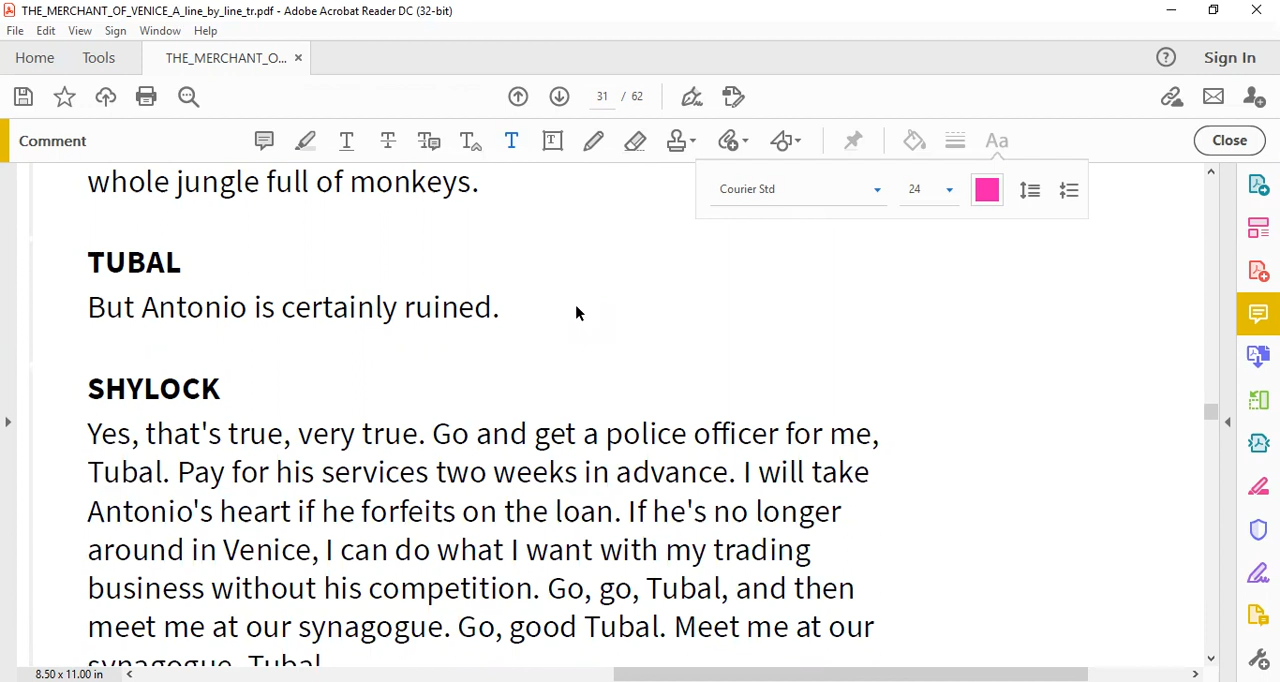 THE_MERCHANT_OF_VENICE_A_line_by_line_tr.pdf - Adobe Acrobat Reader DC (32-bit)
File Edit View Sign Window Help
Home Tools THE_MERCHANT_O... × Sign In
31 / 62
Comment Close
Courier Std 24
whole jungle full of monkeys.
TUBAL
But Antonio is certainly ruined.
SHYLOCK
Yes, that's true, very true. Go and get a police officer for me,
Tubal. Pay for his services two weeks in advance. I will take
Antonio's heart if he forfeits on the loan. If he's no longer
around in Venice, I can do what I want with my trading
business without his competition. Go, go, Tubal, and then
meet me at our synagogue. Go, good Tubal. Meet me at our
synagogue, Tubal.
8.50 x 11.00 in